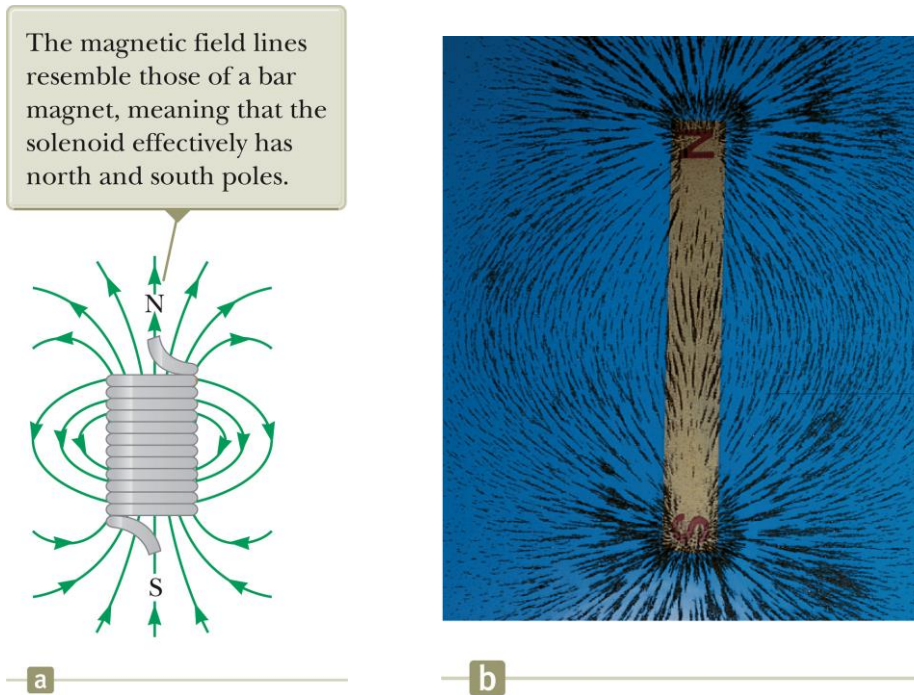 The magnetic field lines
resemble those of a bar
magnet, meaning that the
solenoid effectively has
north and south poles.
N
S
N
S
a
b